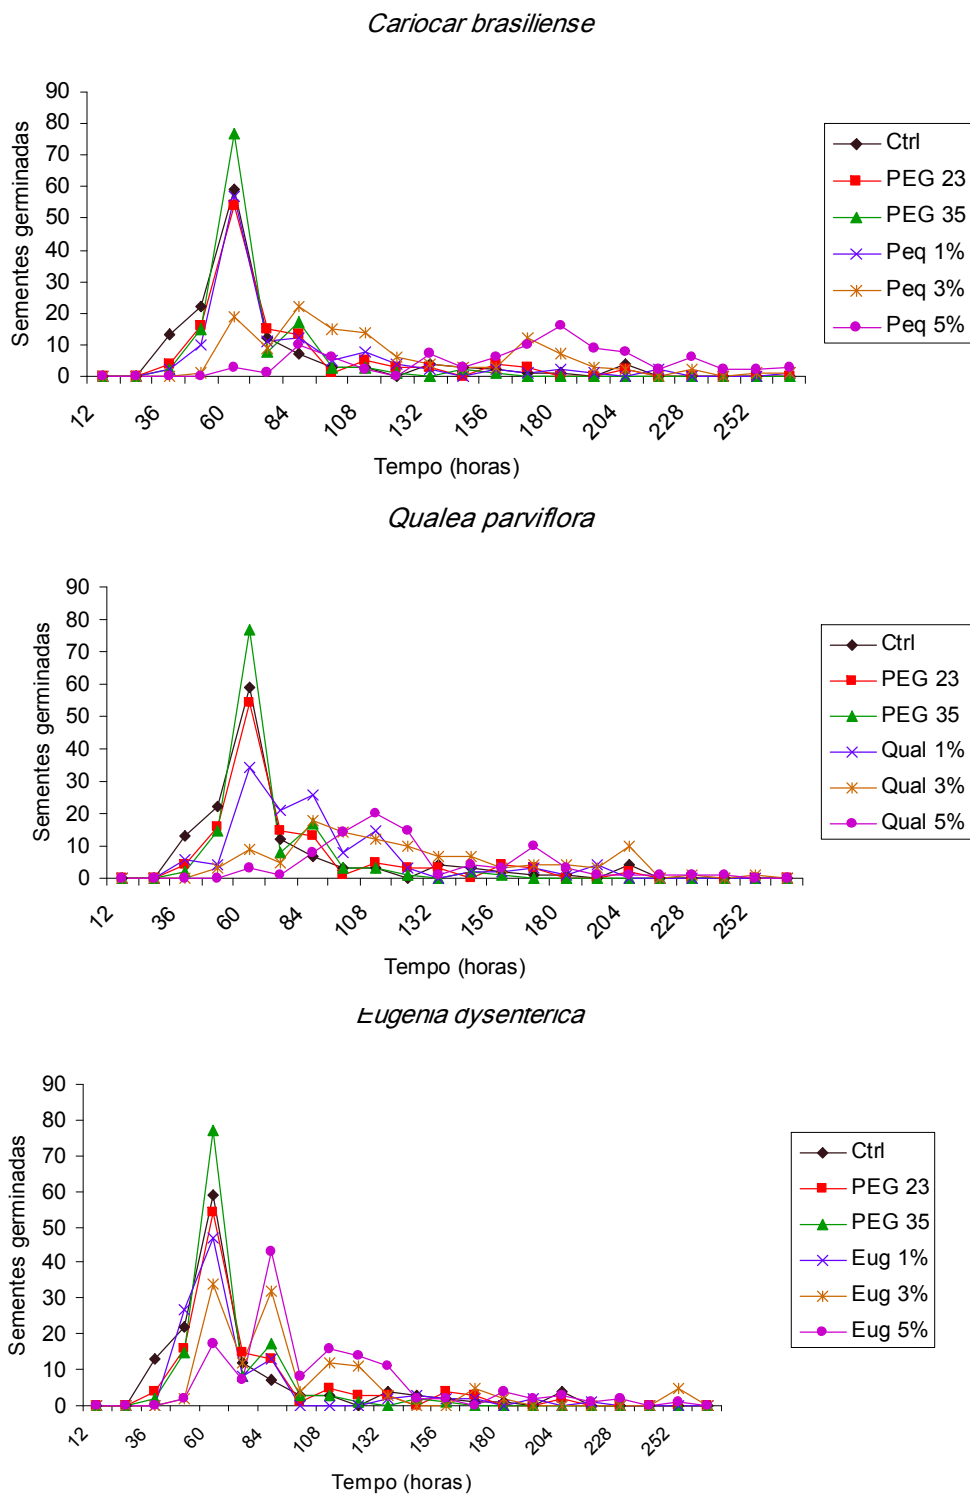 Cariocar brasiliense
90
80
70
60
50
40
30
20
10
0
Sementes germinadas
12 36 60 84 108 132 156 180 204 228 252
Tempo (horas)
Ctrl
PEG 23
PEG 35
Peq 1%
Peq 3%
Peq 5%
Qualea parviflora
90
80
70
60
50
40
30
20
10
0
Sementes germinadas
12 36 60 84 108 132 156 180 204 228 252
Tempo (horas)
Ctrl
PEG 23
PEG 35
Qual 1%
Qual 3%
Qual 5%
Eugenia dysenterica
90
80
70
60
50
40
30
20
10
0
Sementes germinadas
12 36 60 84 108 132 156 180 204 228 252
Tempo (horas)
Ctrl
PEG 23
PEG 35
Eug 1%
Eug 3%
Eug 5%